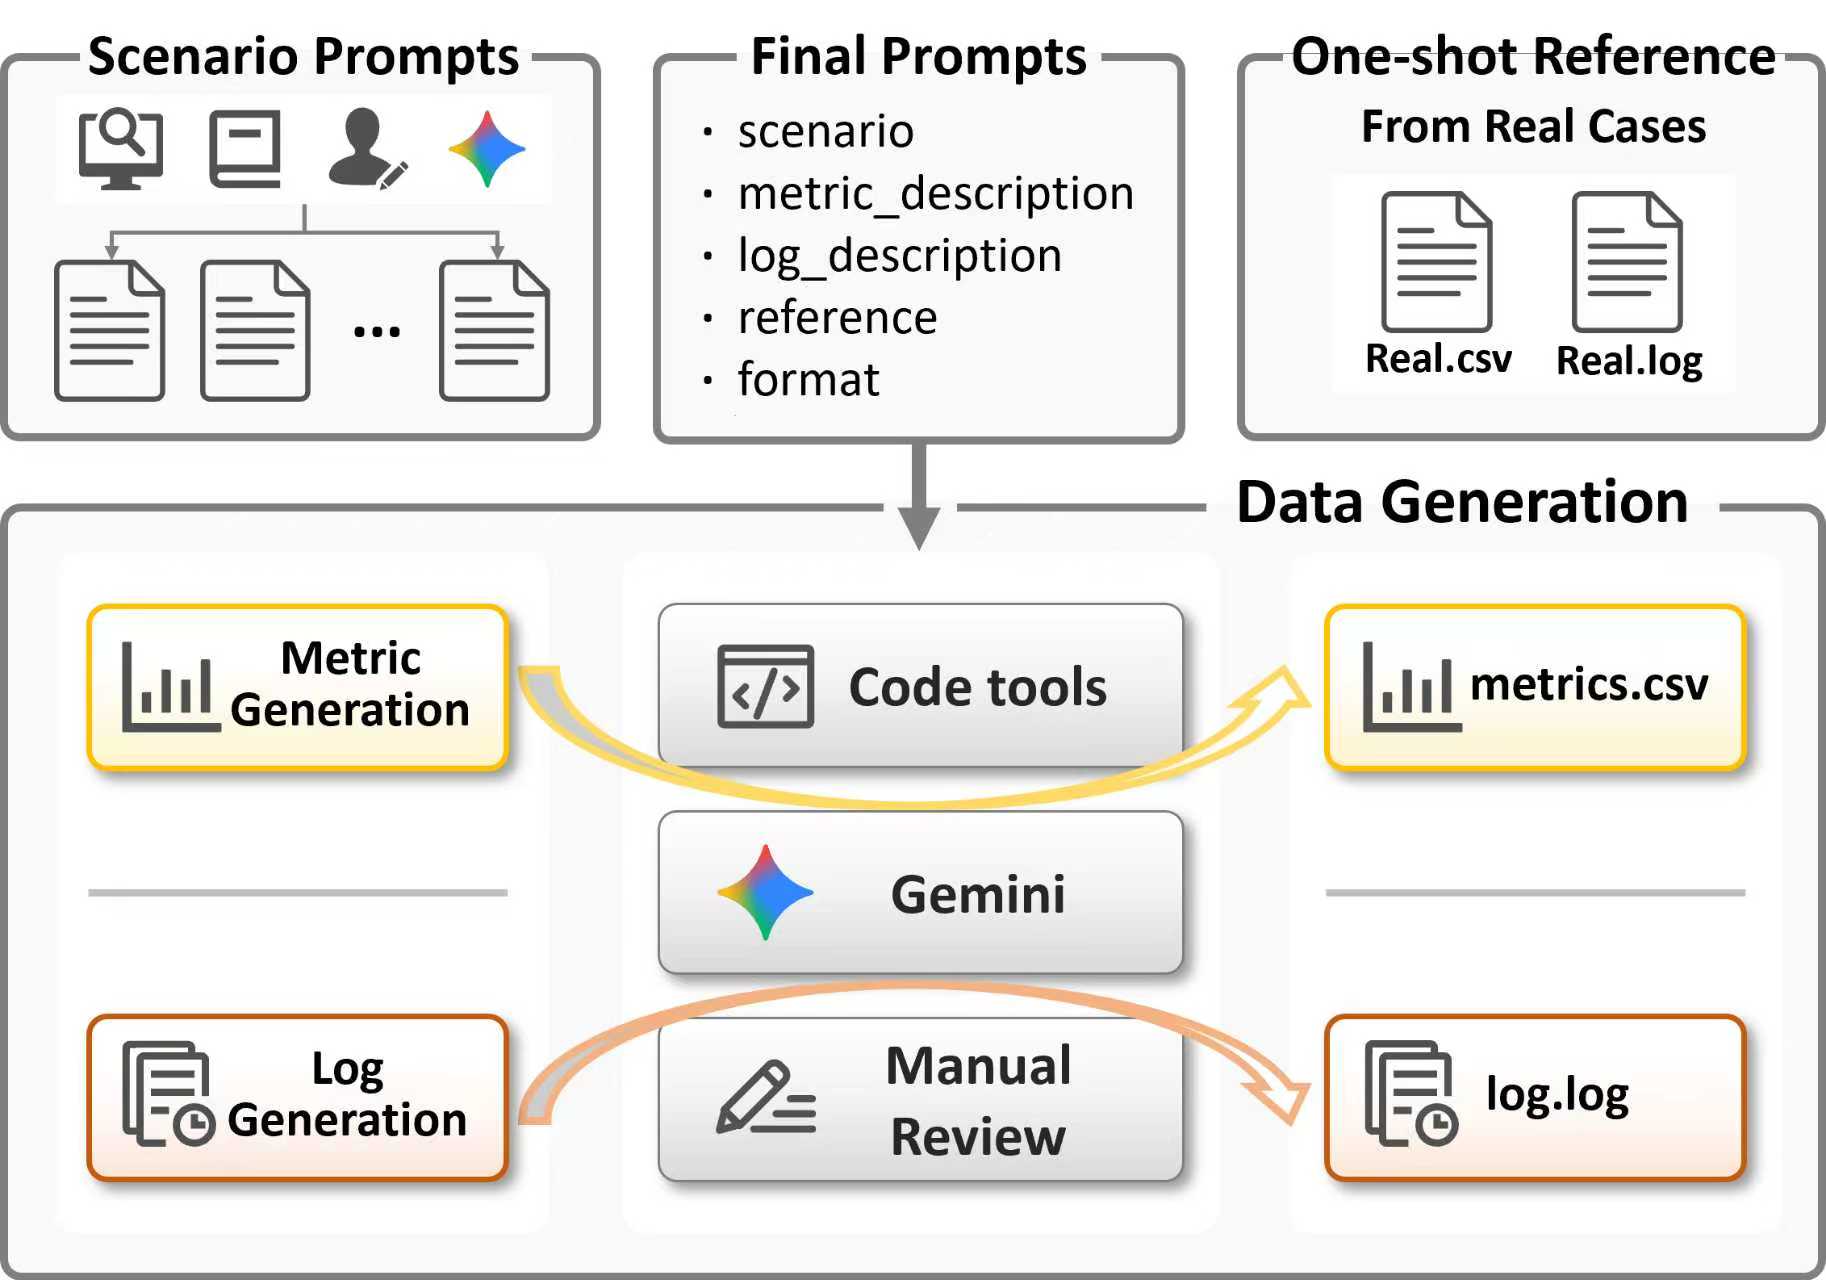 Scenario Prompts
Final Prompts
· scenario
· metric_description
· log_description
· reference
· format
One-shot Reference
From Real Cases
Real.csv
Real.log
...
Data Generation
Metric
Generation
Code tools
metrics.csv
Gemini
Log
Generation
Manual
Review
log.log